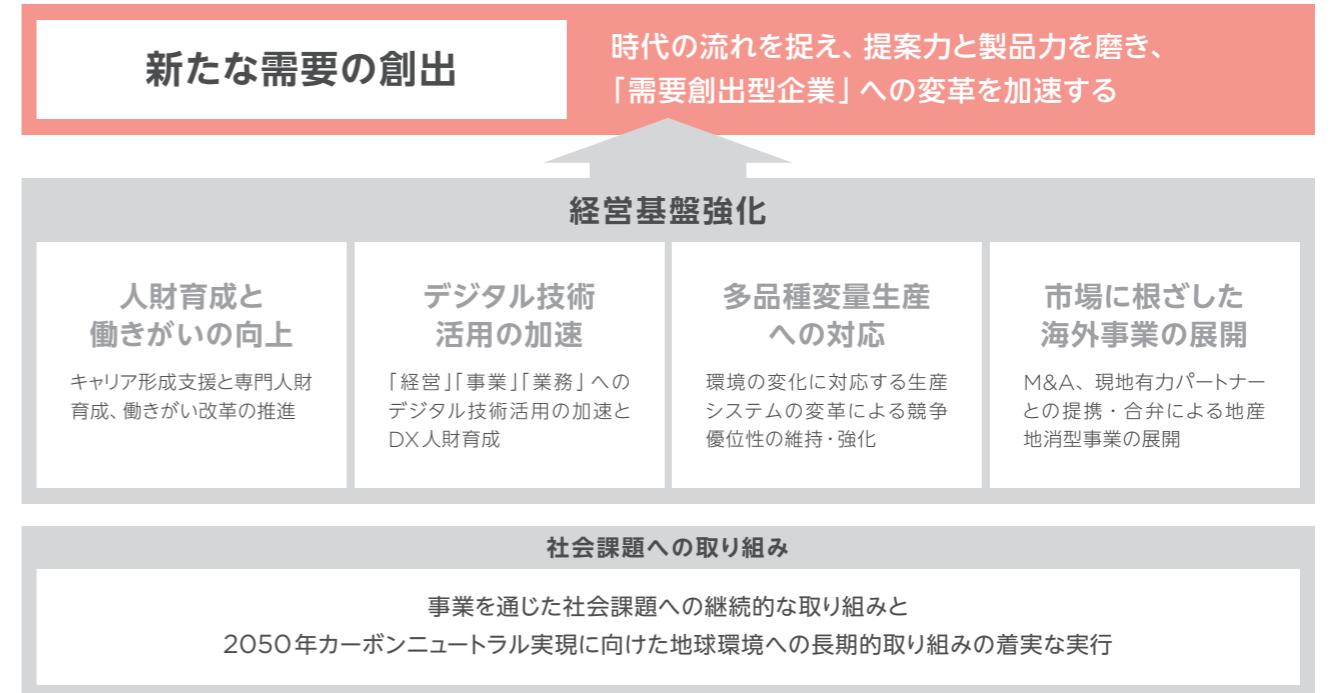 新たな需要の創出
時代の流れを捉え、提案力と製品力を磨き、
「需要創出型企業」への変革を加速する
経営基盤強化
人財育成と
働きがいの向上
キャリア形成支援と専門人財
育成、働きがい改革の推進
デジタル技術
活用の加速
「経営」「事業」「業務」への
デジタル技術活用の加速と
DX人財育成
多品種変量生産
への対応
環境の変化に対応する生産
システムの変革による競争
優位性の維持・強化
市場に根ざした
海外事業の展開
M&A、現地有力パートナー
との提携・合弁による地産
地消型事業の展開
社会課題への取り組み
事業を通じた社会課題への継続的な取り組みと
2050年カーボンニュートラル実現に向けた地球環境への長期的取り組みの着実な実行